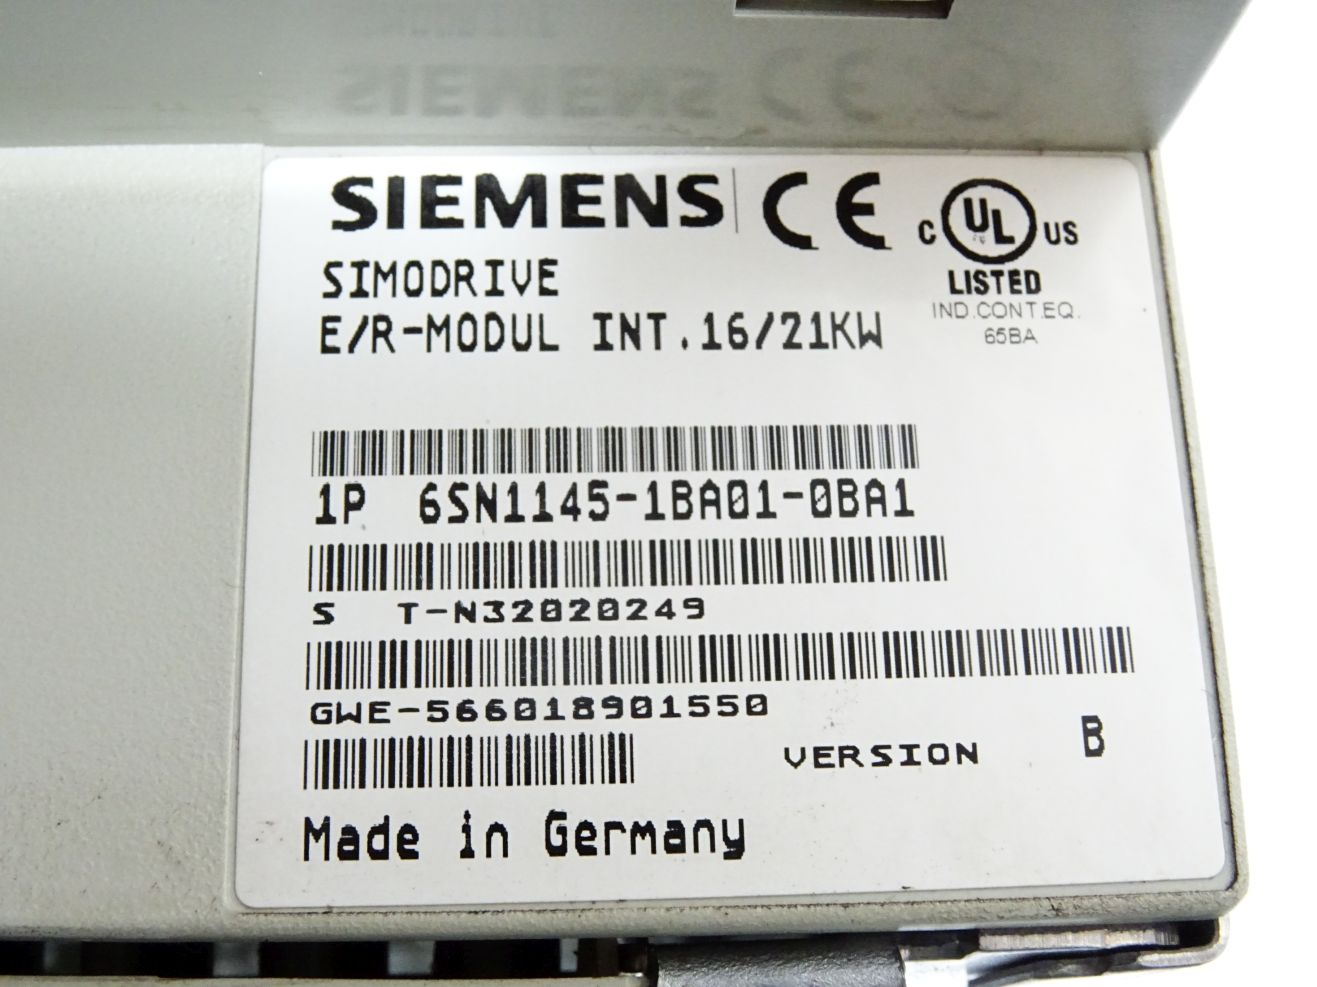 SIEMENS CE C UL US
LISTED
IND.CONT.EQ.
65BA
SIMODRIVE
E/R-MODUL INT.16/21KW
1P 6SN1145-1BA01-0BA1
S T-N32020249
GWE-566018901550
VERSION B
Made in Germany